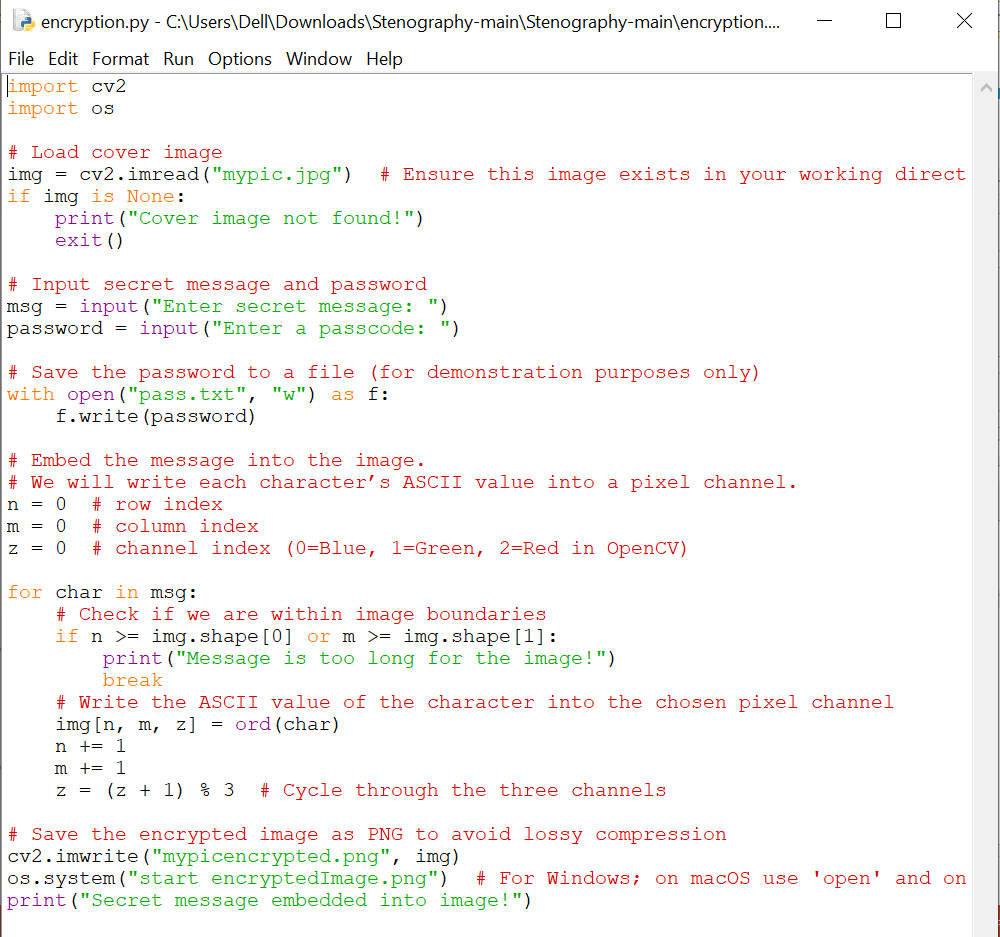 encryption.py - C:\Users\Dell\Downloads\Stenography-main\Stenography-main\encryption....
File Edit Format Run Options Window Help
import cv2
import os

# Load cover image
img = cv2.imread("mypic.jpg")  # Ensure this image exists in your working direct
if img is None:
    print("Cover image not found!")
    exit()

# Input secret message and password
msg = input("Enter secret message: ")
password = input("Enter a passcode: ")

# Save the password to a file (for demonstration purposes only)
with open("pass.txt", "w") as f:
    f.write(password)

# Embed the message into the image.
# We will write each character’s ASCII value into a pixel channel.
n = 0  # row index
m = 0  # column index
z = 0  # channel index (0=Blue, 1=Green, 2=Red in OpenCV)

for char in msg:
    # Check if we are within image boundaries
    if n >= img.shape[0] or m >= img.shape[1]:
        print("Message is too long for the image!")
        break
    # Write the ASCII value of the character into the chosen pixel channel
    img[n, m, z] = ord(char)
    n += 1
    m += 1
    z = (z + 1) % 3  # Cycle through the three channels

# Save the encrypted image as PNG to avoid lossy compression
cv2.imwrite("mypicencrypted.png", img)
os.system("start encryptedImage.png")  # For Windows; on macOS use 'open' and on
print("Secret message embedded into image!")